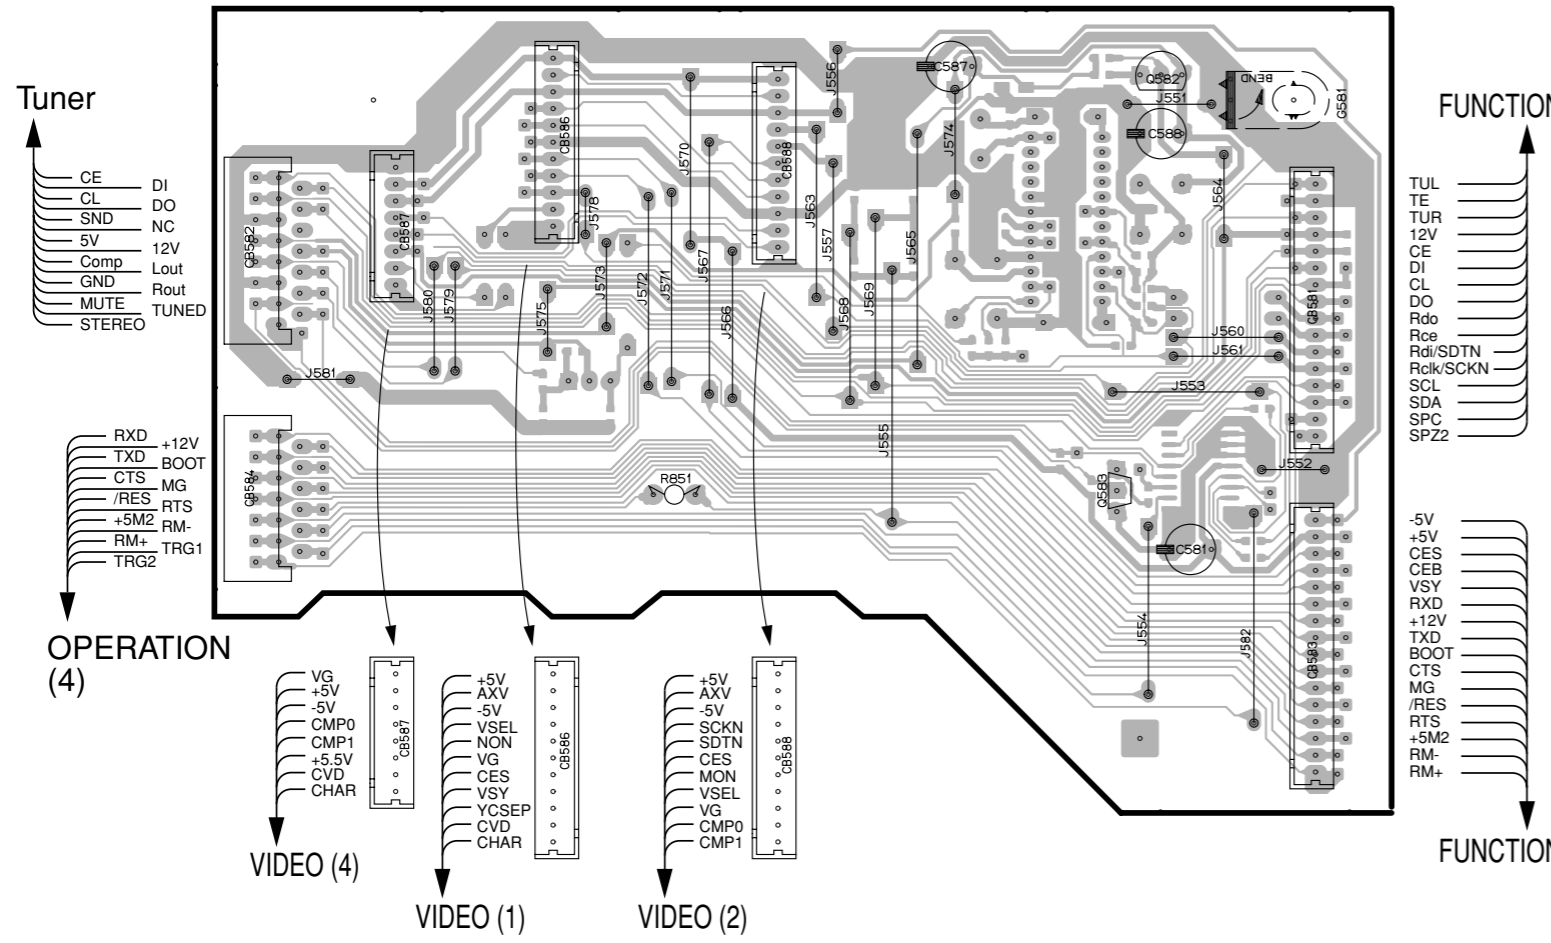 Tuner
CE
DI
CL
DO
SND
NC
5V
12V
Comp
Lout
GND
Rout
MUTE
TUNED
STEREO
RXD
+12V
TXD
BOOT
CTS
MG
/RES
RTS
+5M2
RM-
RM+
TRG1
TRG2
OPERATION
(4)
CB582
CB587
CB586
CB588
CB584
J581
J580
J579
J575
J578
J573
J572
J571
J570
J567
J566
J556
J563
J557
J568
J569
J565
J555
J574
C587
Q582
J551
C588
BEND
G581
J564
CB581
J560
J561
J553
J552
Q583
C581
J554
J582
CB583
R851
FUNCTION
TUL
TE
TUR
12V
CE
DI
CL
DO
Rdo
Rce
Rdi/SDTN
Rclk/SCKN
SCL
SDA
SPC
SPZ2
-5V
+5V
CES
CEB
VSY
RXD
+12V
TXD
BOOT
CTS
MG
/RES
RTS
+5M2
RM-
RM+
FUNCTION
VG
+5V
-5V
CMP0
CMP1
+5.5V
CVD
CHAR
CB587
VIDEO (4)
+5V
AXV
-5V
VSEL
NON
VG
CES
VSY
YCSEP
CVD
CHAR
CB586
VIDEO (1)
+5V
AXV
-5V
SCKN
SDTN
CES
MON
VSEL
VG
CMP0
CMP1
CB588
VIDEO (2)